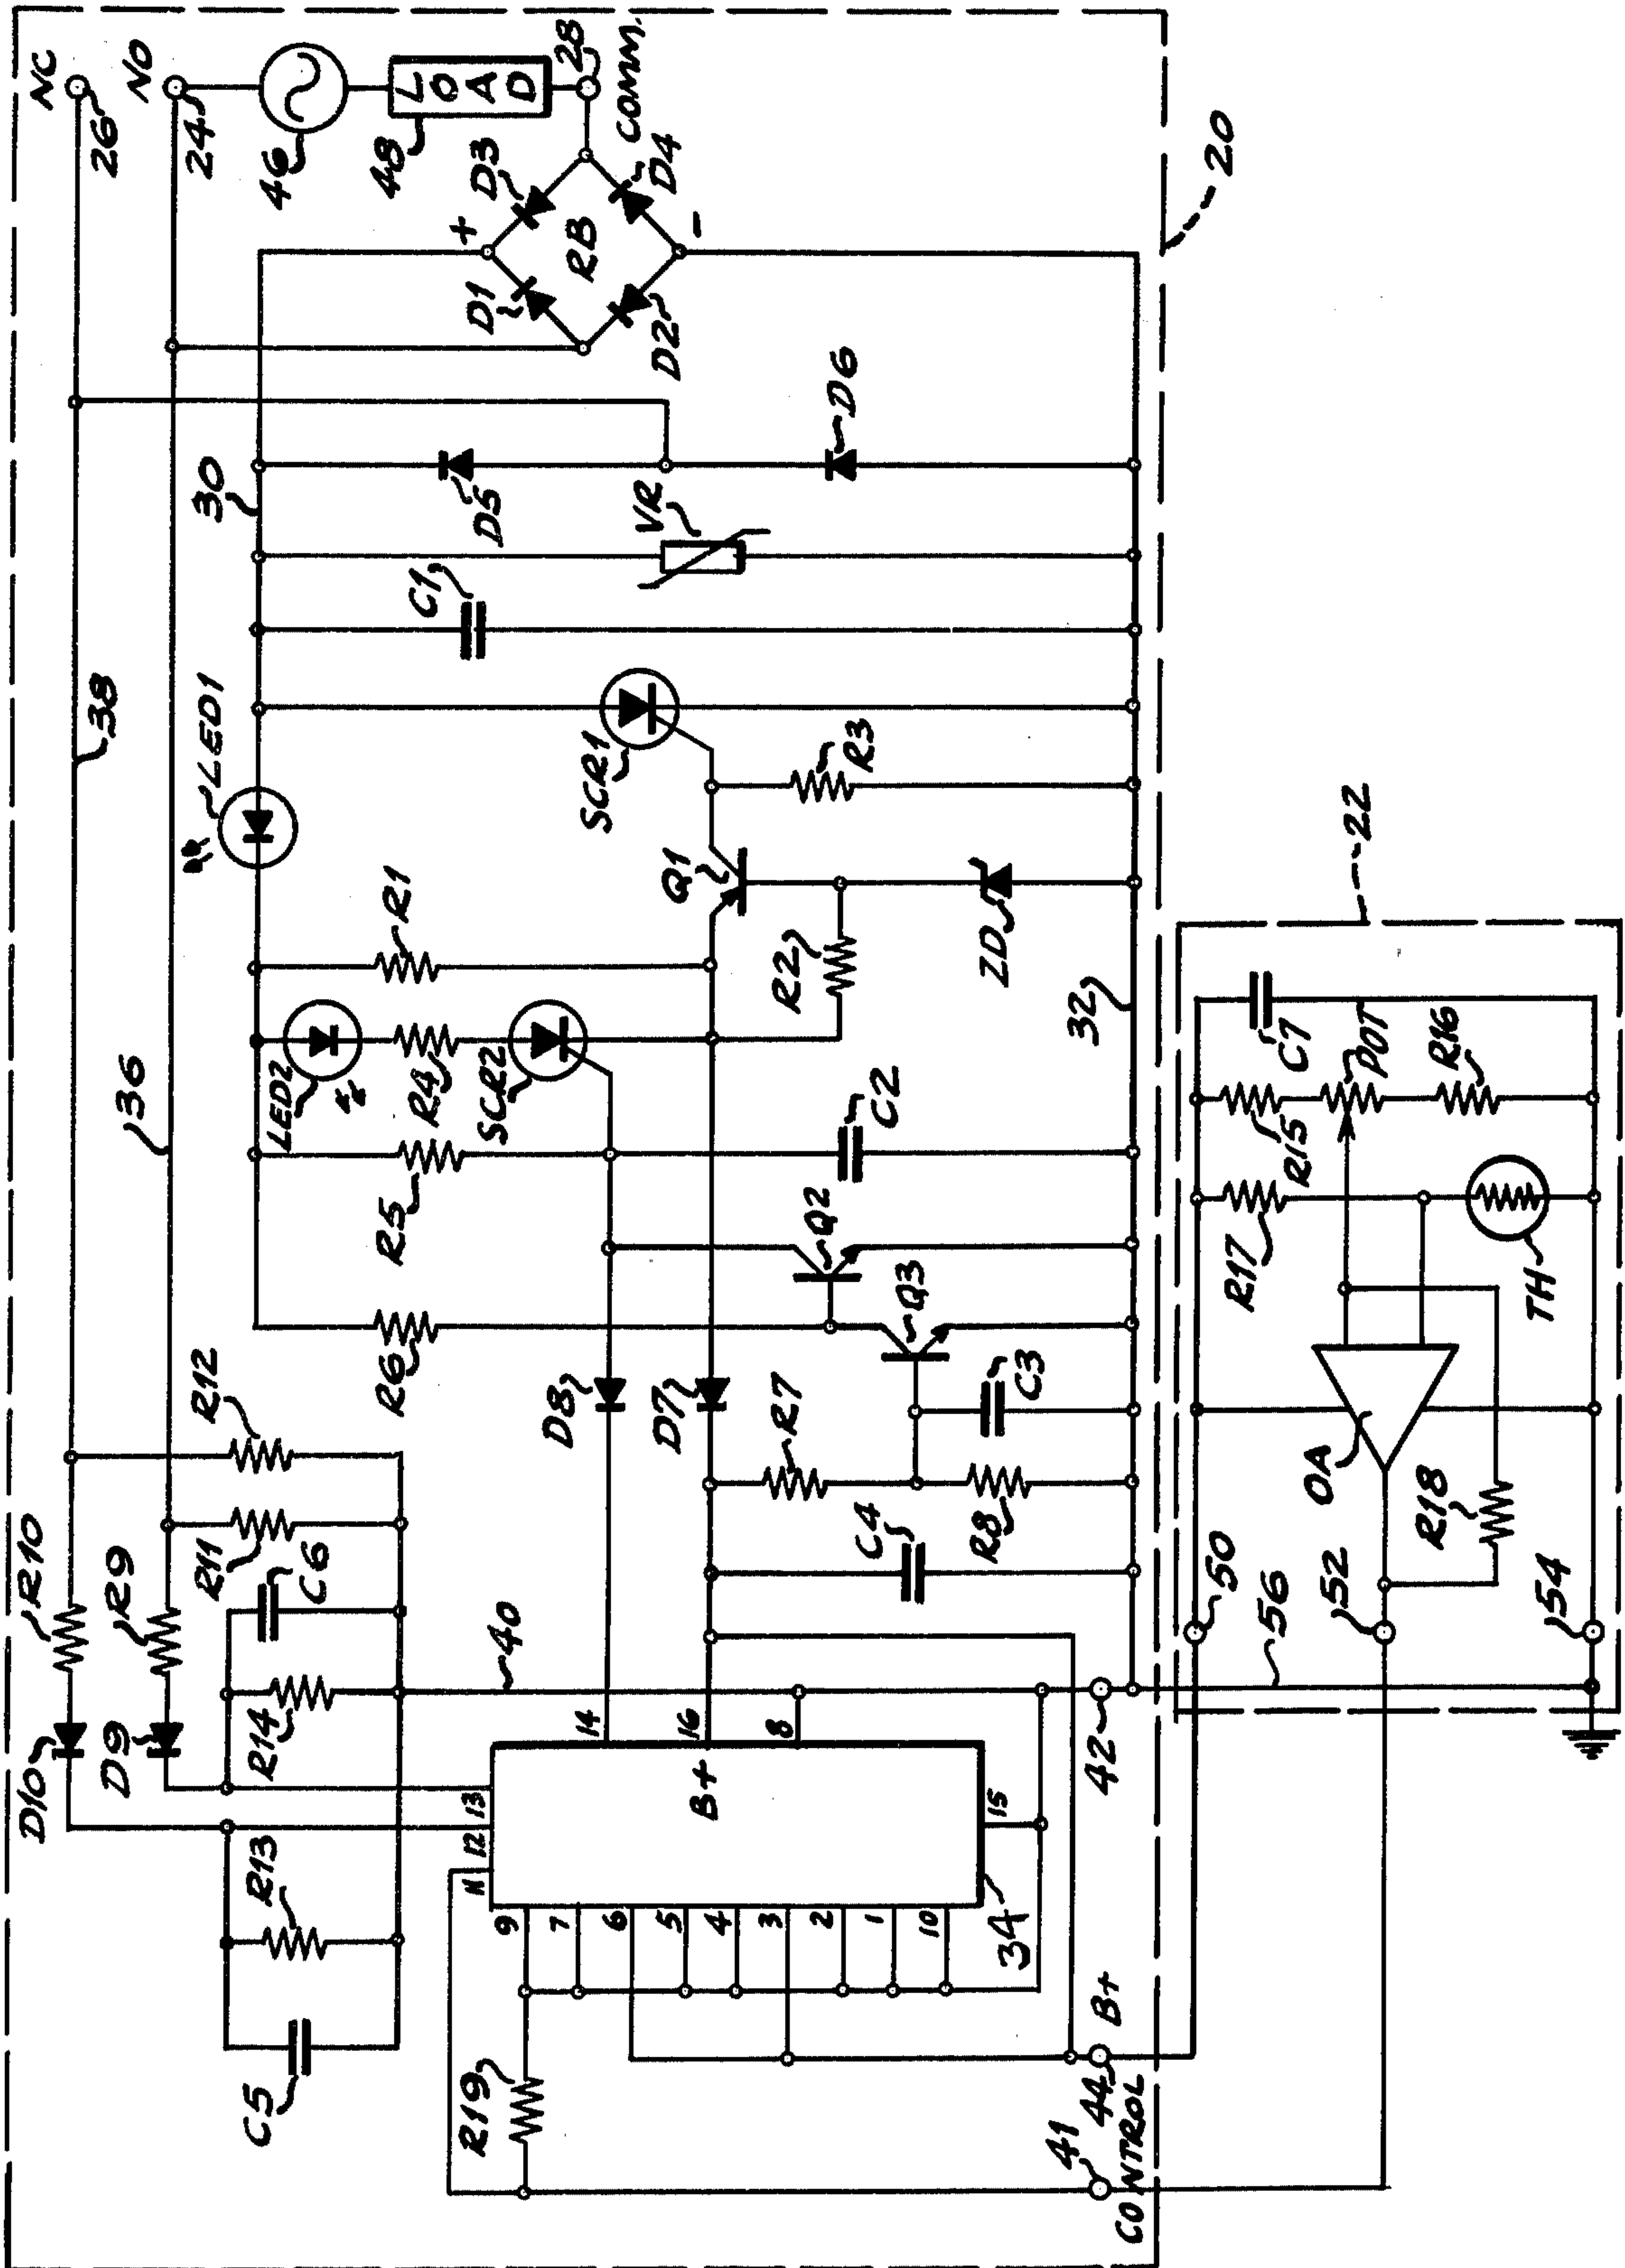 NC
26
NO
24
46
LOAD
48
28
COMM.
D3
D4
+
RB
-
D1
D2
20
30
D5
D6
VR
C1
38
LED1
SCR1
R3
Q1
R1
R2
ZD
32
36
LED2
R4
SCR2
R5
C2
Q2
Q3
R6
R12
D8
D7
R7
C3
R10
R9
R11
C6
C4
R8
40
D10
D9
R14
14
16
8
B+
42
13
12
11
15
R13
9
7
6
5
4
3
2
1
10
34
C5
R19
B+
44
41
CONTROL
22
C7
POT
R16
R15
R17
TH
OA
R18
50
52
54
56